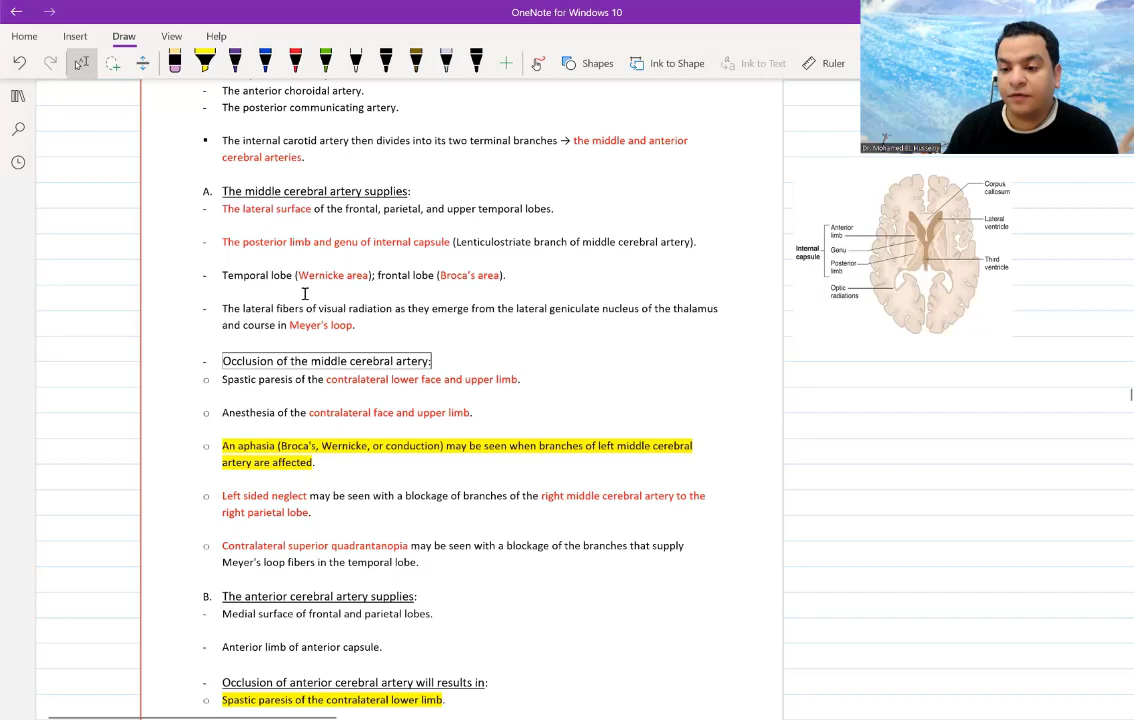 OneNote for Windows 10
Home Insert Draw View Help
Shapes Ink to Shape Ink to Text Ruler
- The anterior choroidal artery.
- The posterior communicating artery.
▪ The internal carotid artery then divides into its two terminal branches → the middle and anterior
cerebral arteries.
A. The middle cerebral artery supplies:
- The lateral surface of the frontal, parietal, and upper temporal lobes.
- The posterior limb and genu of internal capsule (Lenticulostriate branch of middle cerebral artery).
- Temporal lobe (Wernicke area); frontal lobe (Broca's area).
- The lateral fibers of visual radiation as they emerge from the lateral geniculate nucleus of the thalamus
and course in Meyer's loop.
- Occlusion of the middle cerebral artery:
o Spastic paresis of the contralateral lower face and upper limb.
o Anesthesia of the contralateral face and upper limb.
o An aphasia (Broca's, Wernicke, or conduction) may be seen when branches of left middle cerebral
artery are affected.
o Left sided neglect may be seen with a blockage of branches of the right middle cerebral artery to the
right parietal lobe.
o Contralateral superior quadrantanopia may be seen with a blockage of the branches that supply
Meyer's loop fibers in the temporal lobe.
B. The anterior cerebral artery supplies:
- Medial surface of frontal and parietal lobes.
- Anterior limb of anterior capsule.
- Occlusion of anterior cerebral artery will results in:
o Spastic paresis of the contralateral lower limb.
Dr. Mohamed EL Husseiny
Corpus
callosum
Lateral
ventricle
Third
ventricle
Internal
capsule
Anterior
limb
Genu
Posterior
limb
Optic
radiations